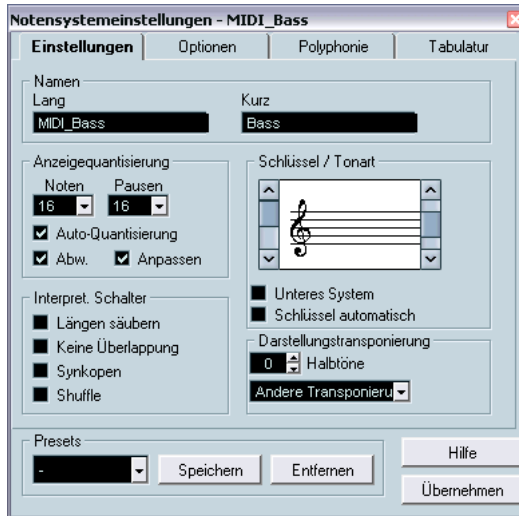 Notensystemeinstellungen - MIDI_Bass
Einstellungen Optionen Polyphonie Tabulatur
Namen
Lang Kurz
MIDI_Bass Bass
Anzeigequantisierung
Noten Pausen
16 16
Auto-Quantisierung
Abw. Anpassen
Schlüssel / Tonart
Unteres System
Schlüssel automatisch
Interpret. Schalter
Längen säubern
Keine Überlappung
Synkopen
Shuffle
Darstellungstransponierung
0 Halbtöne
Andere Transponieru
Presets
- Speichern Entfernen
Hilfe
Übernehmen